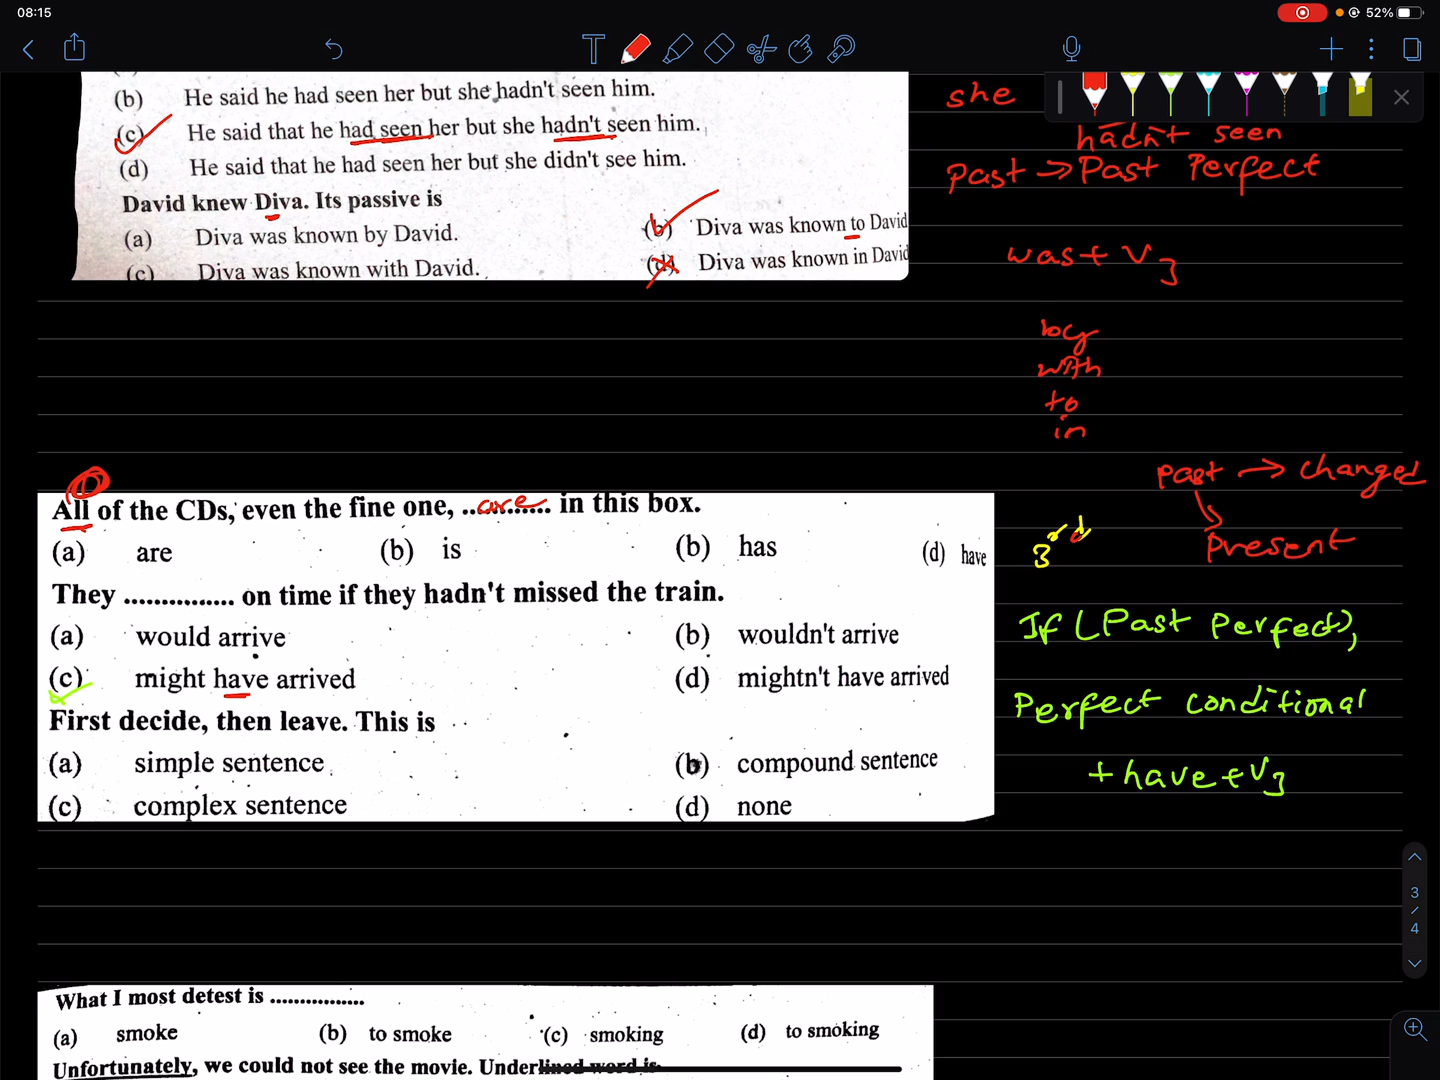 08:15
52%
(b) He said he had seen her but she hadn't seen him.
(c) He said that he had seen her but she hadn't seen him.
(d) He said that he had seen her but she didn't see him.
David knew Diva. Its passive is
(a) Diva was known by David.
(b) Diva was known to David
(c) Diva was known with David.
(d) Diva was known in David
she
hadn't seen
Past → Past Perfect
was + V3
by
with
to
in
past → changed
present
All of the CDs, even the fine one, ..are.. in this box.
(a) are
(b) is
(b) has
(d) have
They ............... on time if they hadn't missed the train.
(a) would arrive
(b) wouldn't arrive
(c) might have arrived
(d) mightn't have arrived
First decide, then leave. This is
(a) simple sentence
(b) compound sentence
(c) complex sentence
(d) none
3rd
If (Past Perfect),
Perfect conditional
+ have + V3
3/4
What I most detest is ...............
(a) smoke
(b) to smoke
(c) smoking
(d) to smoking
Unfortunately, we could not see the movie. Underlined word is